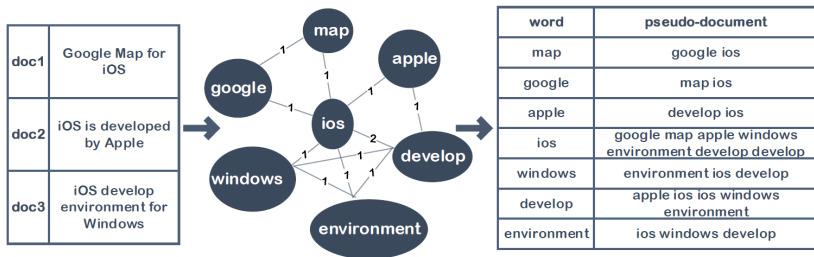 doc1
Google Map for
iOS
doc2
iOS is developed
by Apple
doc3
iOS develop
environment for
Windows
map
apple
google
ios
develop
windows
environment
1
1
1
1
1
2
1
1
1
1
1
word
pseudo-document
map
google ios
google
map ios
apple
develop ios
ios
google map apple windows
environment develop develop
windows
environment ios develop
develop
apple ios ios windows
environment
environment
ios windows develop